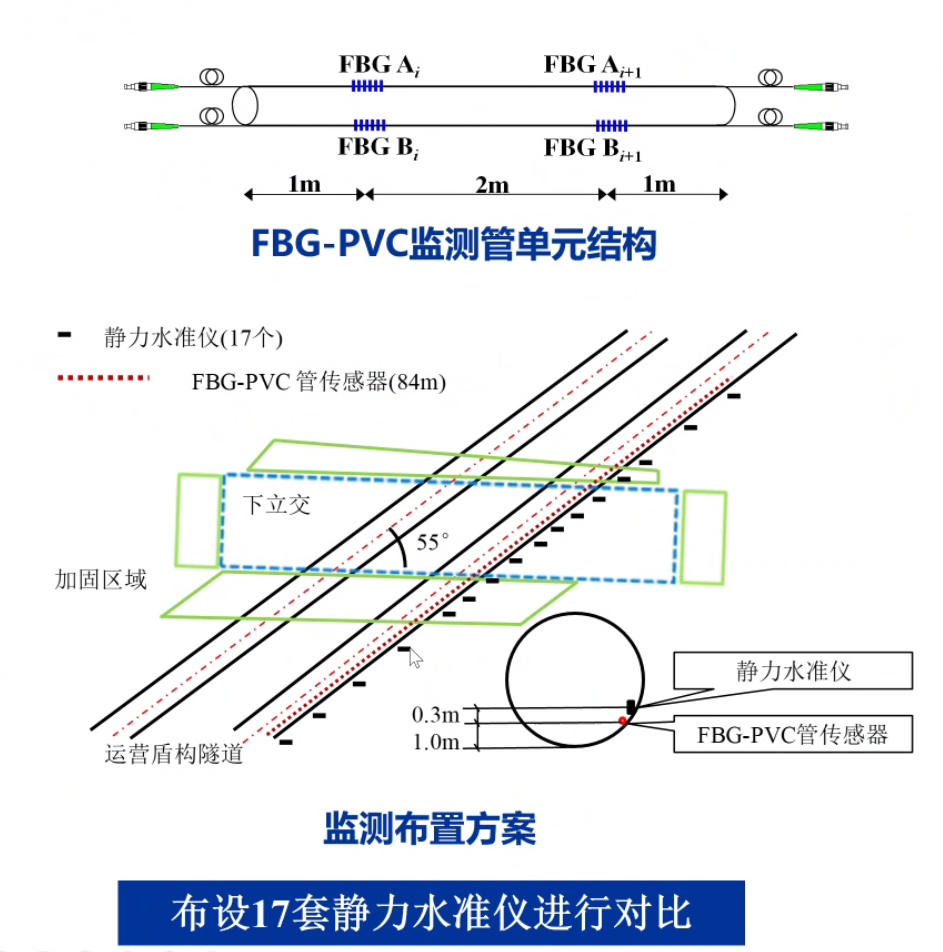 FBG Ai FBG Ai+1
FBG Bi FBG Bi+1
1m 2m 1m
FBG-PVC监测管单元结构
静力水准仪(17个)
FBG-PVC 管传感器(84m)
下立交
55°
加固区域
静力水准仪
0.3m
FBG-PVC管传感器
1.0m
运营盾构隧道
监测布置方案
布设17套静力水准仪进行对比